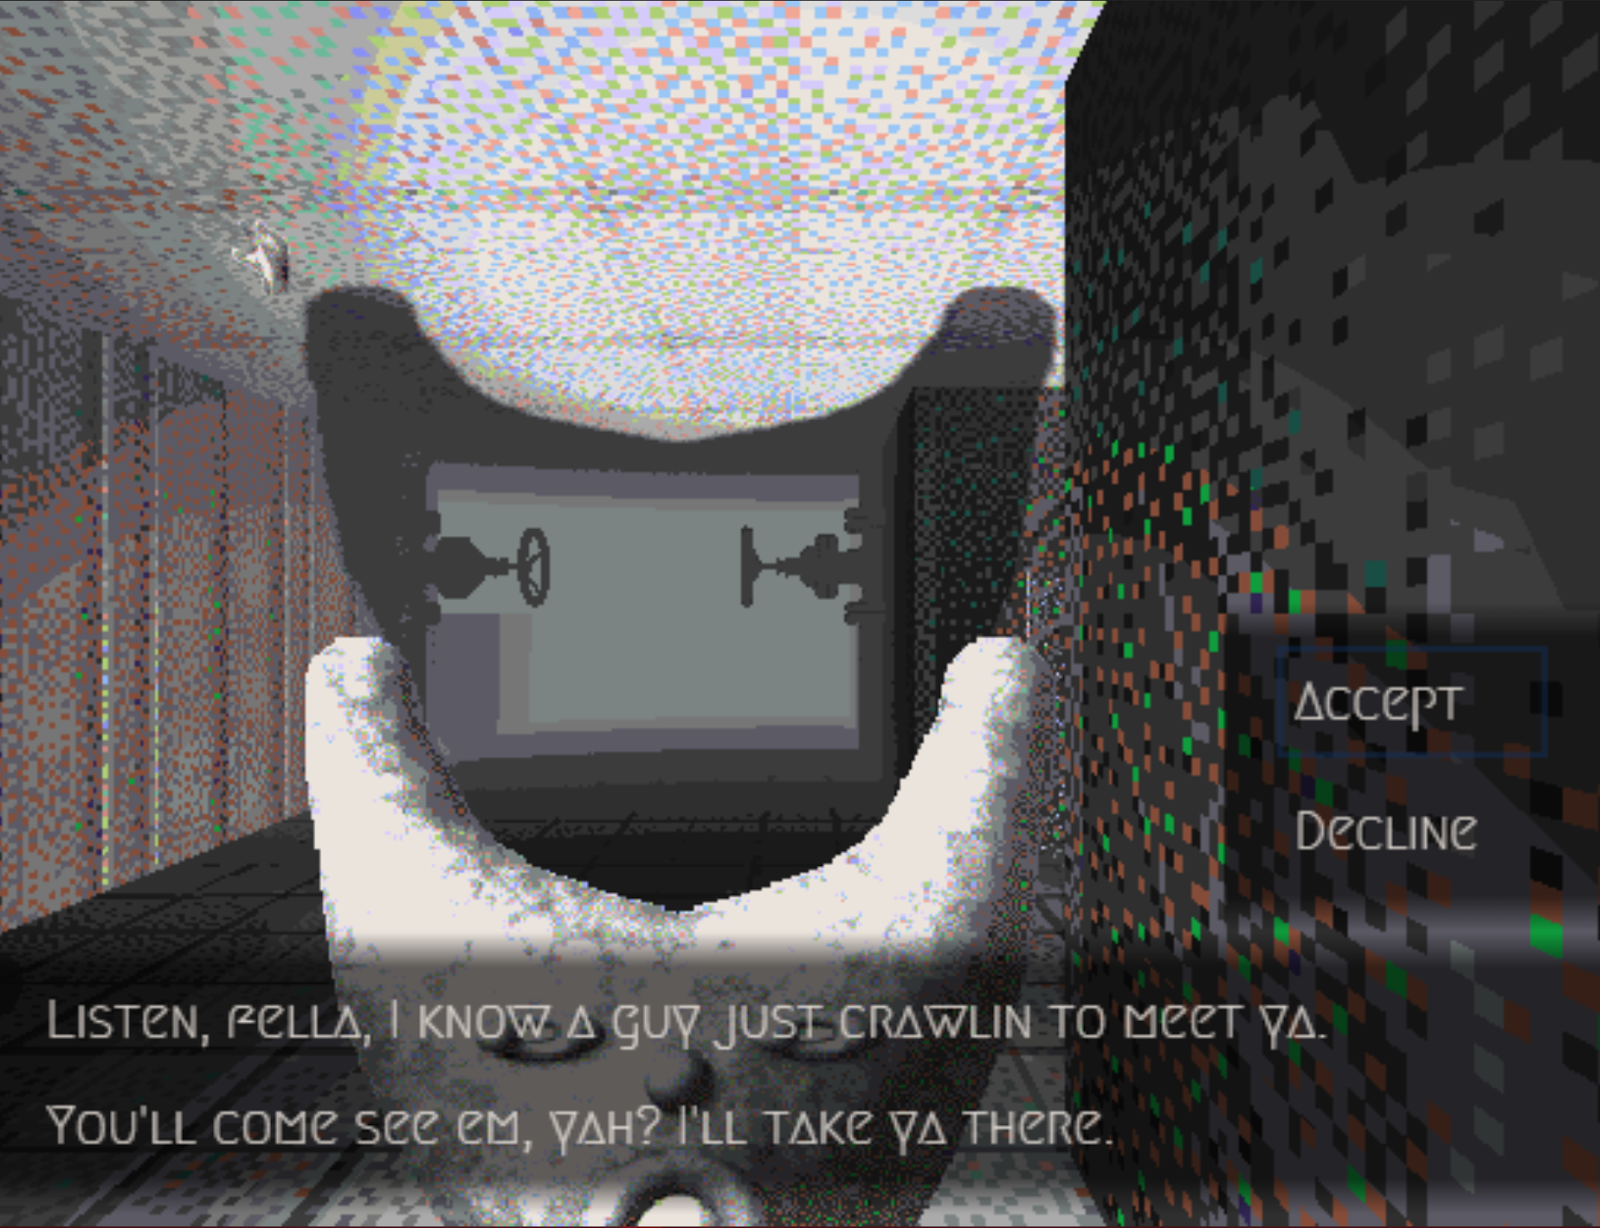 Accept
Decline
Listen, fella, I know a guy just crawlin to meet ya.
You'll come see em, yah? I'll take ya there.